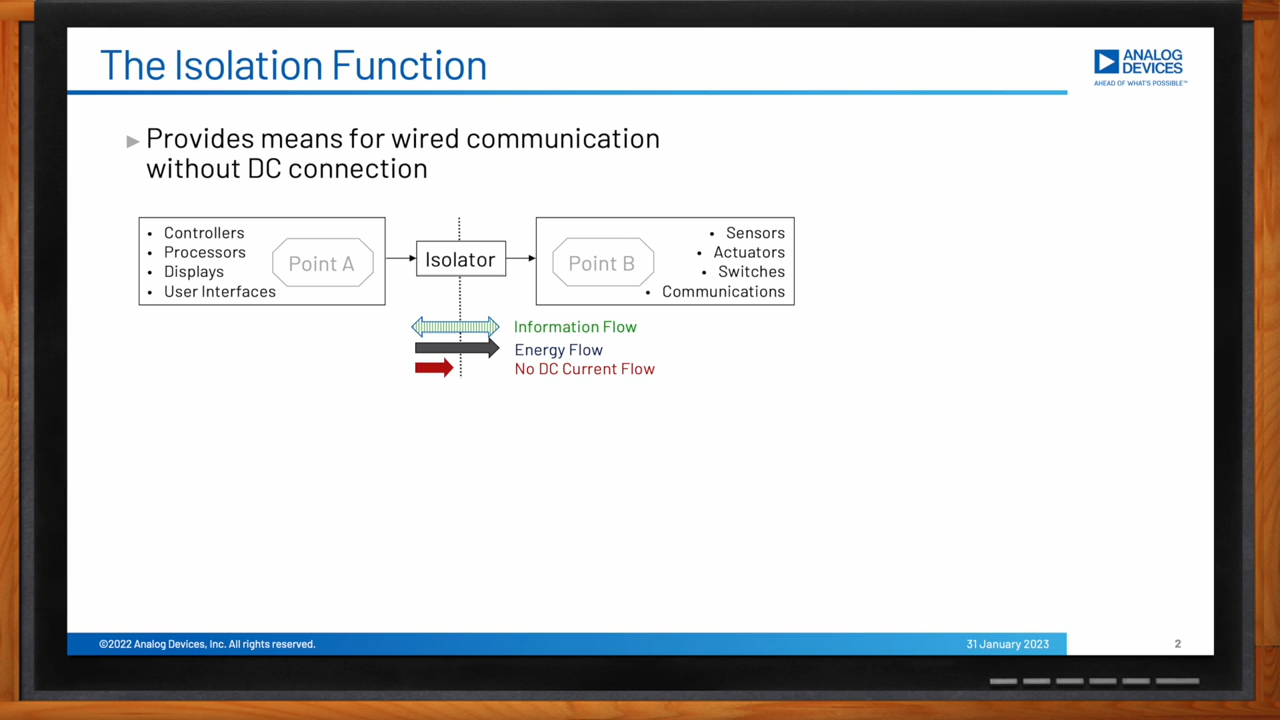 The Isolation Function
ANALOG
DEVICES
AHEAD OF WHAT'S POSSIBLE™
Provides means for wired communication
without DC connection
• Controllers
• Processors
• Displays
• User Interfaces
Point A
Isolator
Point B
• Sensors
• Actuators
• Switches
• Communications
Information Flow
Energy Flow
No DC Current Flow
©2022 Analog Devices, Inc. All rights reserved.
31 January 2023
2